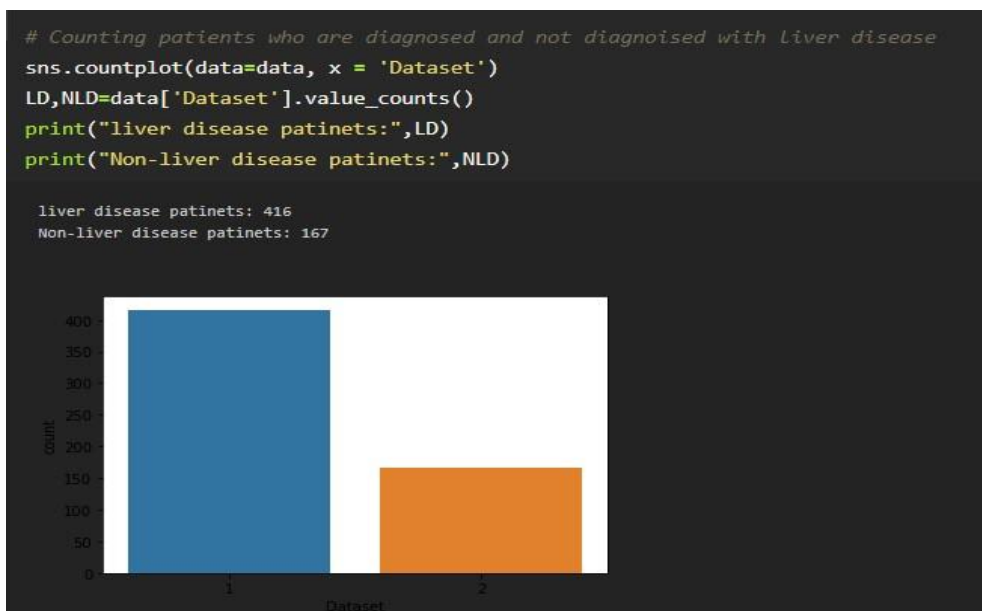 # Counting patients who are diagnosed and not diagnoised with liver disease
sns.countplot(data=data, x = 'Dataset')
LD,NLD=data['Dataset'].value_counts()
print("liver disease patinets:",LD)
print("Non-liver disease patinets:",NLD)
liver disease patinets: 416
Non-liver disease patinets: 167
400
350
300
250
200
150
100
50
0
count
1 2
Dataset